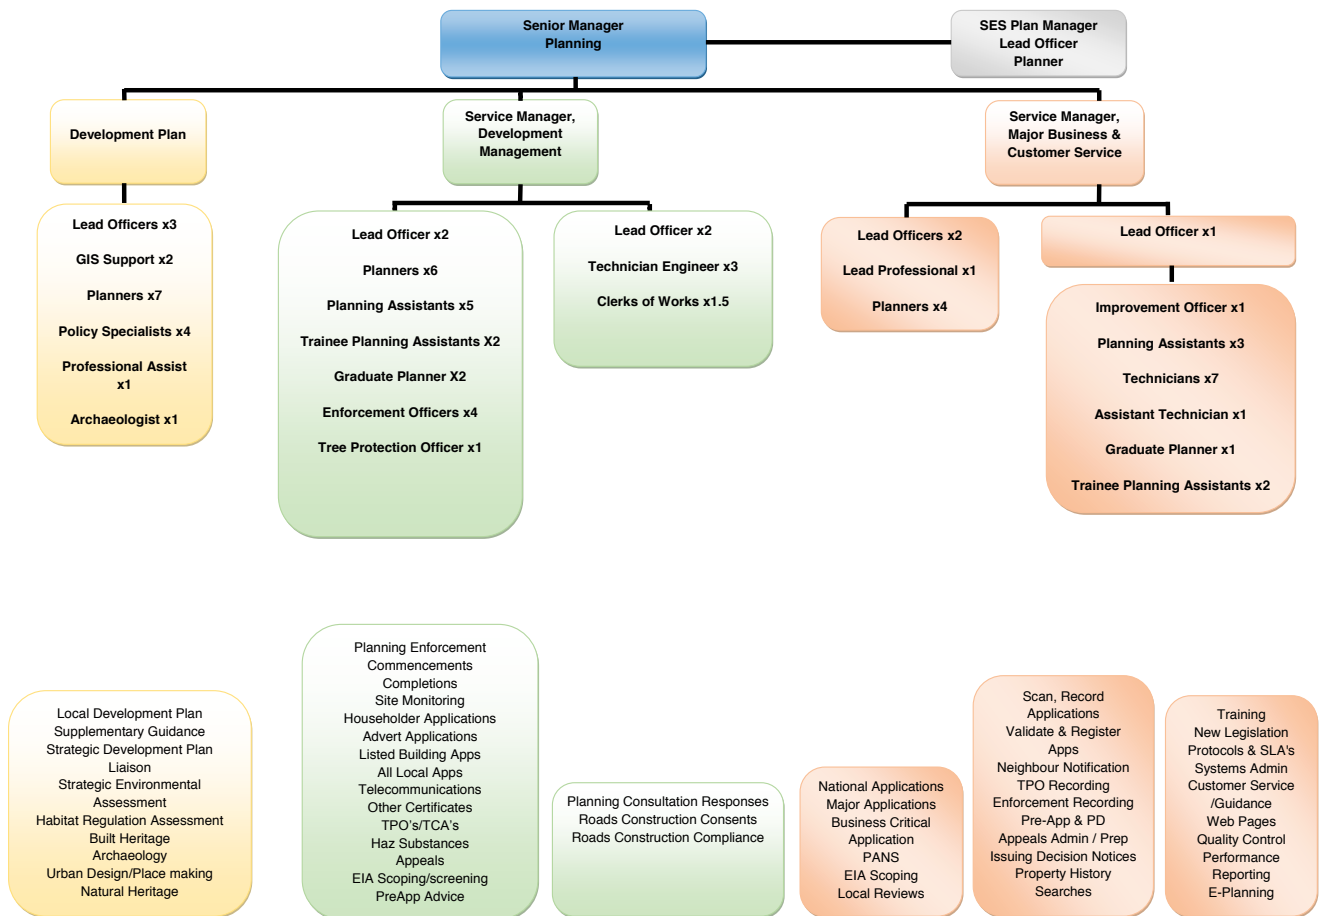 Senior Manager
Planning
SES Plan Manager
Lead Officer
Planner
Development Plan
Service Manager,
Development
Management
Service Manager,
Major Business &
Customer Service
Lead Officers x3
GIS Support x2
Planners x7
Policy Specialists x4
Professional Assist
x1
Archaeologist x1
Lead Officer x2
Planners x6
Planning Assistants x5
Trainee Planning Assistants X2
Graduate Planner X2
Enforcement Officers x4
Tree Protection Officer x1
Lead Officer x2
Technician Engineer x3
Clerks of Works x1.5
Lead Officers x2
Lead Professional x1
Planners x4
Lead Officer x1
Improvement Officer x1
Planning Assistants x3
Technicians x7
Assistant Technician x1
Graduate Planner x1
Trainee Planning Assistants x2
Local Development Plan
Supplementary Guidance
Strategic Development Plan
Liaison
Strategic Environmental
Assessment
Habitat Regulation Assessment
Built Heritage
Archaeology
Urban Design/Place making
Natural Heritage
Planning Enforcement
Commencements
Completions
Site Monitoring
Householder Applications
Advert Applications
Listed Building Apps
All Local Apps
Telecommunications
Other Certificates
TPO's/TCA's
Haz Substances
Appeals
EIA Scoping/screening
PreApp Advice
Planning Consultation Responses
Roads Construction Consents
Roads Construction Compliance
National Applications
Major Applications
Business Critical
Application
PANS
EIA Scoping
Local Reviews
Scan, Record
Applications
Validate & Register
Apps
Neighbour Notification
TPO Recording
Enforcement Recording
Pre-App & PD
Appeals Admin / Prep
Issuing Decision Notices
Property History
Searches
Training
New Legislation
Protocols & SLA's
Systems Admin
Customer Service
/Guidance
Web Pages
Quality Control
Performance
Reporting
E-Planning